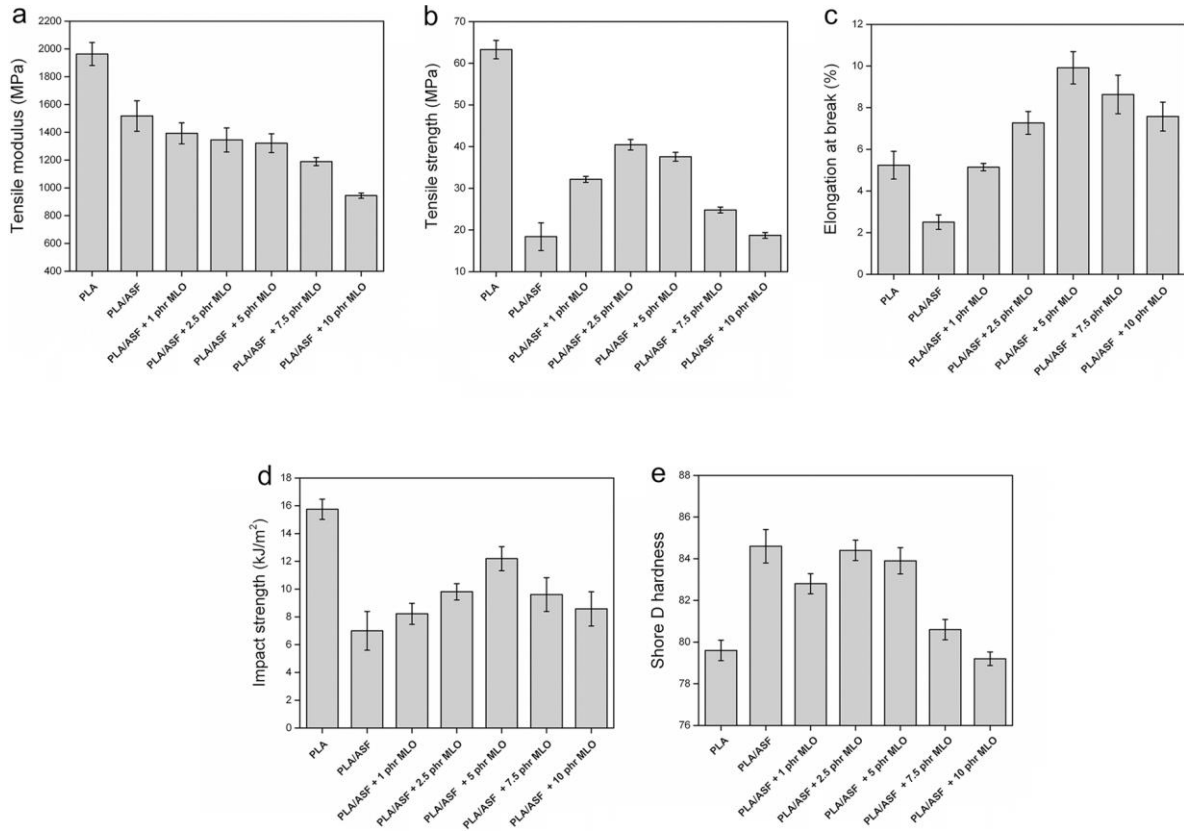 a
Tensile modulus (MPa)
2200
2000
1800
1600
1400
1200
1000
800
600
400
PLA
PLA/ASF
PLA/ASF + 1 phr MLO
PLA/ASF + 2.5 phr MLO
PLA/ASF + 5 phr MLO
PLA/ASF + 7.5 phr MLO
PLA/ASF + 10 phr MLO
b
Tensile strength (MPa)
70
60
50
40
30
20
10
PLA
PLA/ASF
PLA/ASF + 1 phr MLO
PLA/ASF + 2.5 phr MLO
PLA/ASF + 5 phr MLO
PLA/ASF + 7.5 phr MLO
PLA/ASF + 10 phr MLO
c
Elongation at break (%)
12
10
8
6
4
2
0
PLA
PLA/ASF
PLA/ASF + 1 phr MLO
PLA/ASF + 2.5 phr MLO
PLA/ASF + 5 phr MLO
PLA/ASF + 7.5 phr MLO
PLA/ASF + 10 phr MLO
d
Impact strength (kJ/m²)
18
16
14
12
10
8
6
4
2
0
PLA
PLA/ASF
PLA/ASF + 1 phr MLO
PLA/ASF + 2.5 phr MLO
PLA/ASF + 5 phr MLO
PLA/ASF + 7.5 phr MLO
PLA/ASF + 10 phr MLO
e
Shore D hardness
88
86
84
82
80
78
76
PLA
PLA/ASF
PLA/ASF + 1 phr MLO
PLA/ASF + 2.5 phr MLO
PLA/ASF + 5 phr MLO
PLA/ASF + 7.5 phr MLO
PLA/ASF + 10 phr MLO